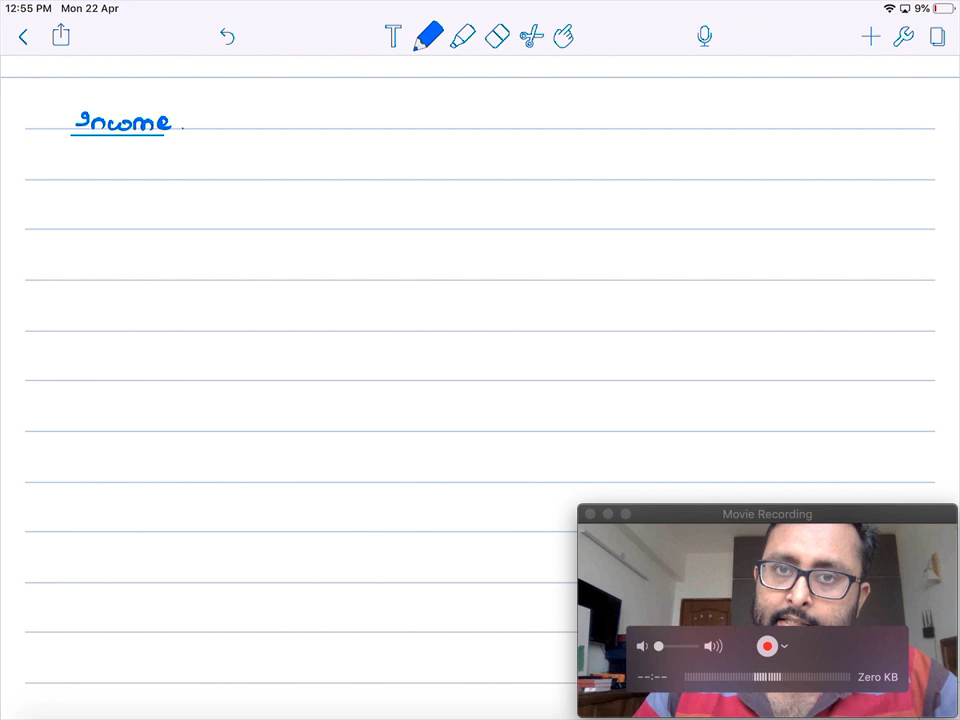 12:55 PM Mon 22 Apr 9%
T
Income.
Movie Recording
--:-- Zero KB